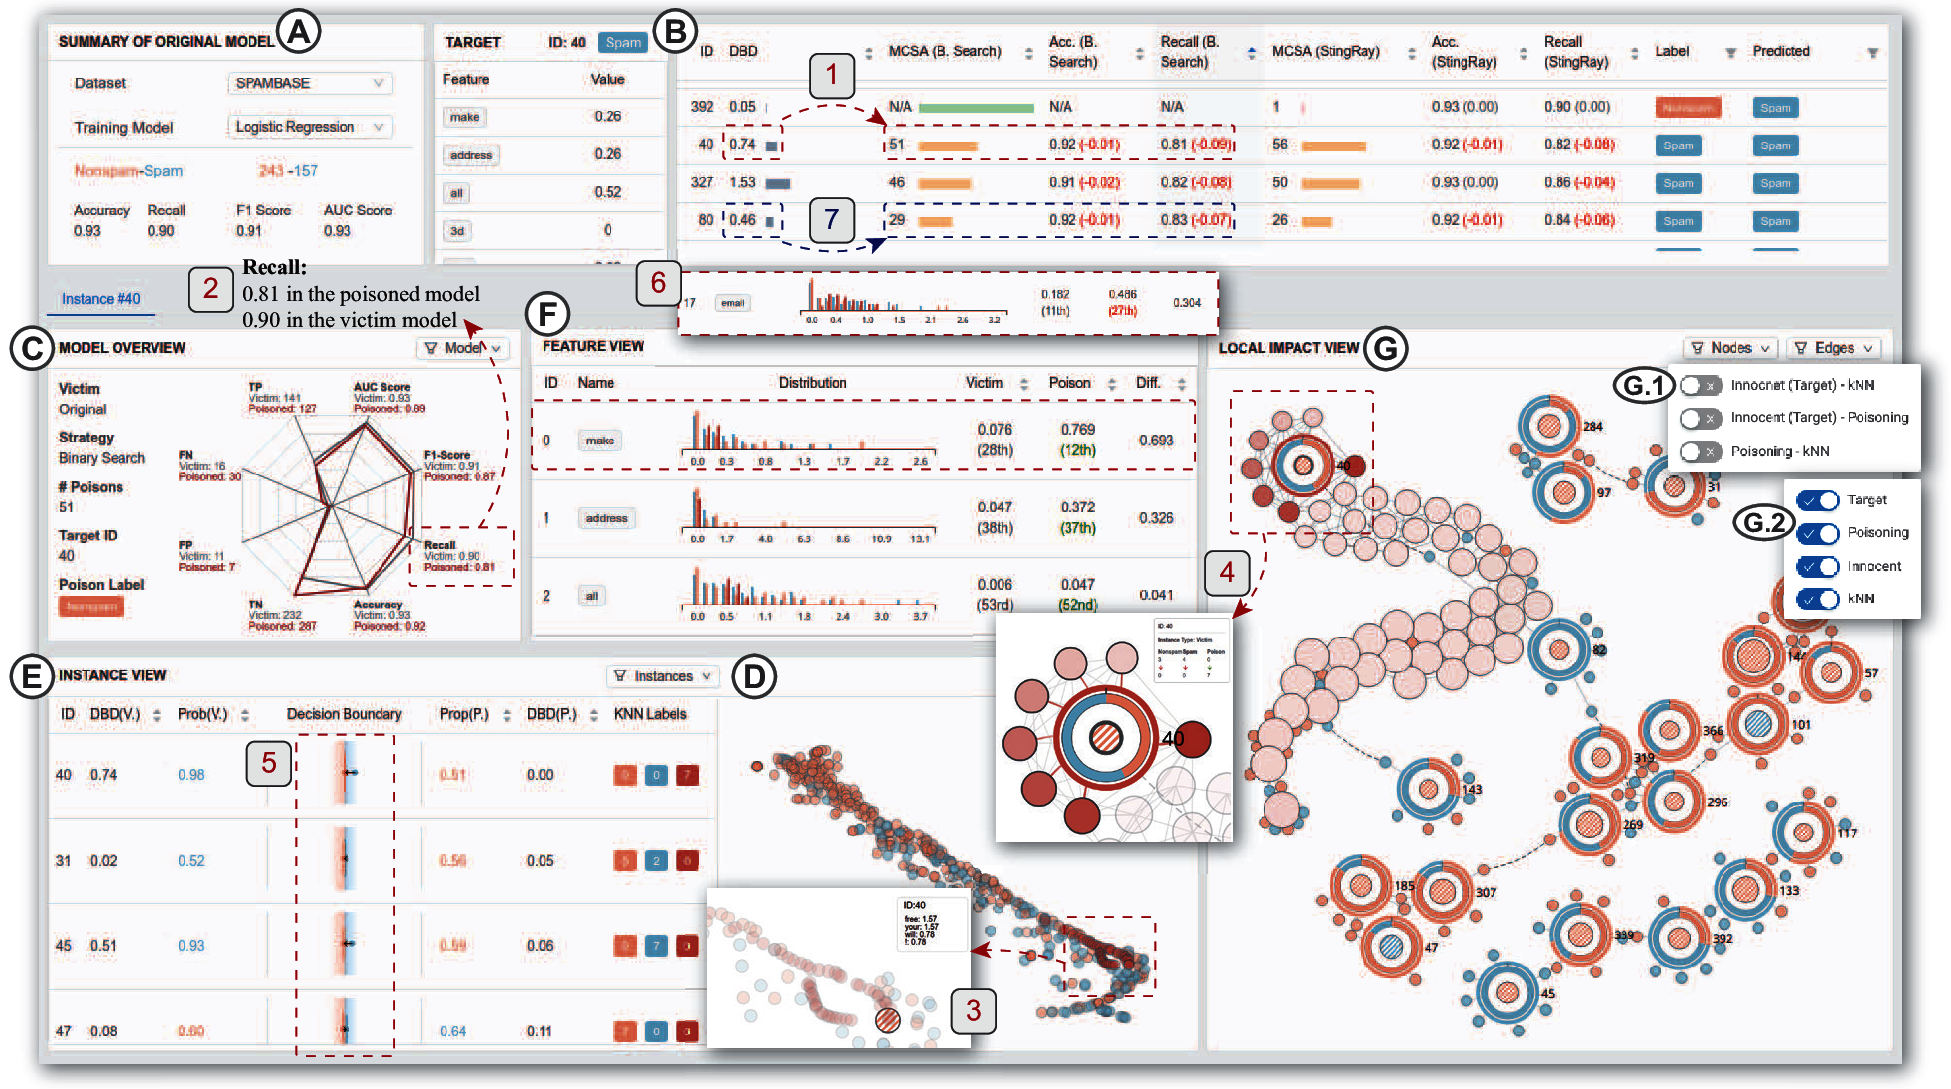 A
SUMMARY OF ORIGINAL MODEL
Dataset SPAMBASE
Training Model Logistic Regression
Nonspam-Spam 243 -157
Accuracy Recall F1 Score AUC Score
0.93 0.90 0.91 0.93
TARGET ID: 40 Spam
Feature Value
make 0.26
address 0.26
all 0.52
3d 0
B
ID DBD MCSA (B. Search) Acc. (B. Search) Recall (B. Search) MCSA (StingRay) Acc. (StingRay) Recall (StingRay) Label Predicted
392 0.05 N/A N/A N/A 1 0.93 (0.00) 0.90 (0.00) Nonspam Spam
40 0.74 51 0.92 (-0.01) 0.81 (-0.09) 56 0.92 (-0.01) 0.82 (-0.08) Spam Spam
327 1.53 46 0.91 (-0.02) 0.82 (-0.08) 50 0.93 (0.00) 0.86 (-0.04) Spam Spam
80 0.46 29 0.92 (-0.01) 0.83 (-0.07) 26 0.92 (-0.01) 0.84 (-0.06) Spam Spam
1
7
Instance #40
2
Recall:
0.81 in the poisoned model
0.90 in the victim model
6
17 email 0.182 (11th) 0.486 (27th) 0.304
0.0 0.4 1.0 1.5 2.1 2.6 3.2
C
MODEL OVERVIEW Model
Victim
Original
Strategy
Binary Search
# Poisons
51
Target ID
40
Poison Label
Nonspam
TP
Victim: 141
Poisoned: 127
AUC Score
Victim: 0.93
Poisoned: 0.89
FN
Victim: 16
Poisoned: 30
F1-Score
Victim: 0.91
Poisoned: 0.87
FP
Victim: 11
Poisoned: 7
Recall
Victim: 0.90
Poisoned: 0.81
TN
Victim: 232
Poisoned: 287
Accuracy
Victim: 0.93
Poisoned: 0.92
F
FEATURE VIEW
ID Name Distribution Victim Poison Diff.
0 make 0.076 (28th) 0.769 (12th) 0.693
0.0 0.3 0.8 1.3 1.7 2.2 2.6
1 address 0.047 (38th) 0.372 (37th) 0.326
0.0 1.7 4.0 6.3 8.6 10.9 13.1
2 all 0.006 (53rd) 0.047 (52nd) 0.041
0.0 0.5 1.1 1.8 2.4 3.0 3.7
E
INSTANCE VIEW Instances
ID DBD(V.) Prob(V.) Decision Boundary Prop(P.) DBD(P.) KNN Labels
40 0.74 0.98 0.51 0.00 0 0 7
31 0.02 0.52 0.56 0.05 5 2 0
45 0.51 0.93 0.59 0.06 0 7 0
47 0.08 0.60 0.64 0.11 0
5
D
ID:40
free: 1.57
your: 1.57
will: 0.78
!: 0.78
3
G
LOCAL IMPACT VIEW Nodes Edges
G.1
Innocnet (Target) - kNN
Innocent (Target) - Poisoning
Poisoning - kNN
G.2
Target
Poisoning
Innocent
kNN
4
ID: 40
Instance Type: Victim
Nonspam Spam Poison
3 4 0
0 0 7
40
40
284
97
31
82
144
57
366
101
319
296
143
269
117
185
307
133
47
339
392
45